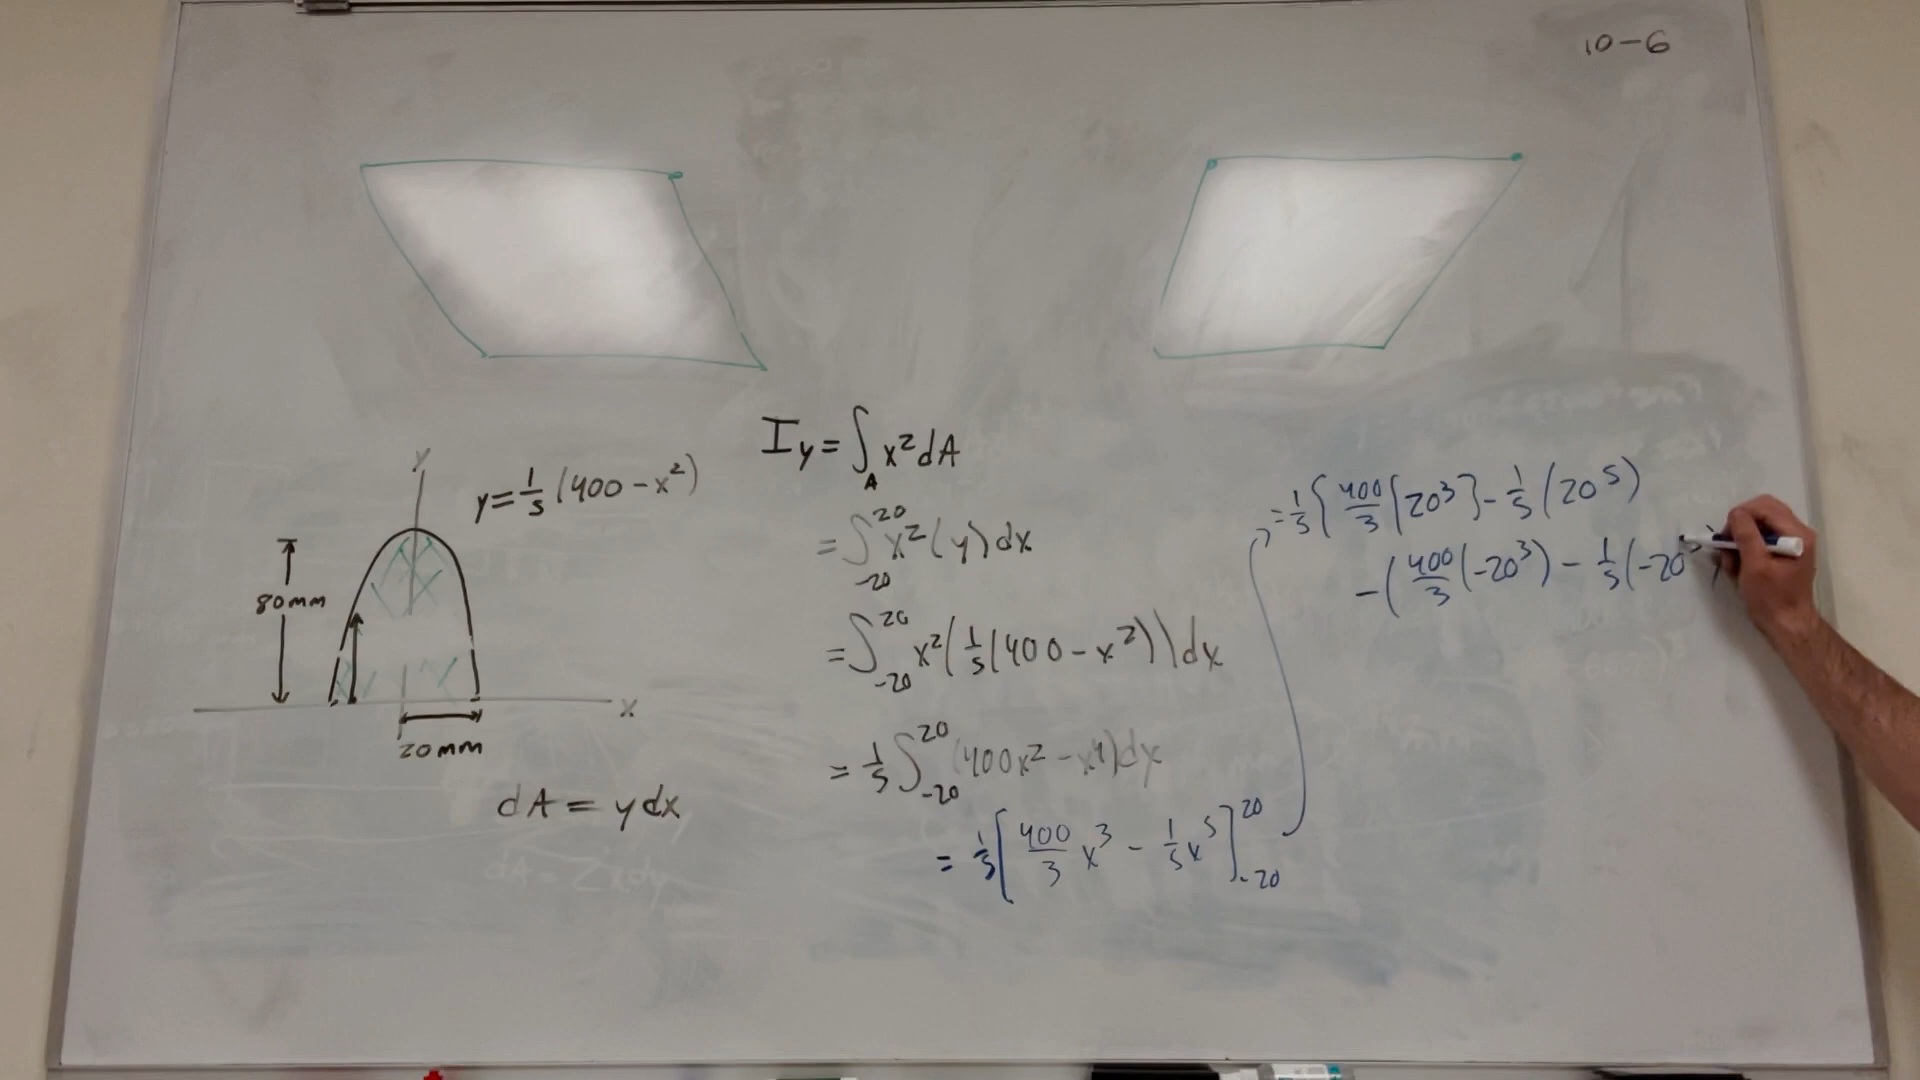 10-6
y
y = 1/5 (400 - x²)
80mm
x
20mm
dA = y dx
I_y = ∫_A x² dA
= ∫_{-20}^{20} x² (y) dx
= ∫_{-20}^{20} x² (1/5 (400 - x²)) dx
= 1/5 ∫_{-20}^{20} (400x² - x⁴) dx
= 1/5 [ 400/3 x³ - 1/5 x⁵ ]_{-20}^{20}
= 1/5 [ 400/3 [20³] - 1/5 (20⁵)
- ( 400/3 (-20³) - 1/5 (-20